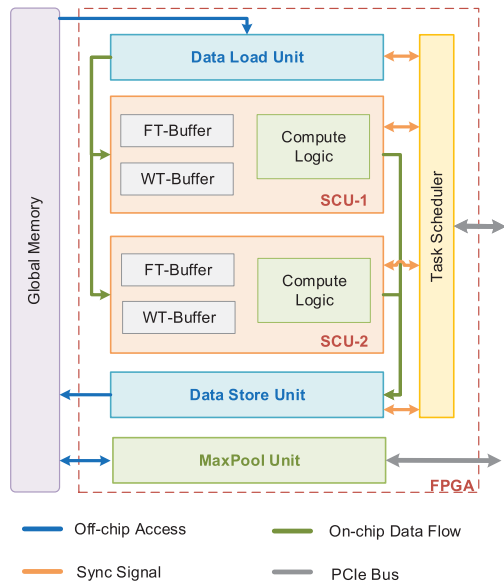 Data Load Unit
FT-Buffer
WT-Buffer
Compute
Logic
SCU-1
FT-Buffer
WT-Buffer
Compute
Logic
SCU-2
Data Store Unit
MaxPool Unit
Global Memory
Task Scheduler
FPGA
Off-chip Access
On-chip Data Flow
Sync Signal
PCIe Bus